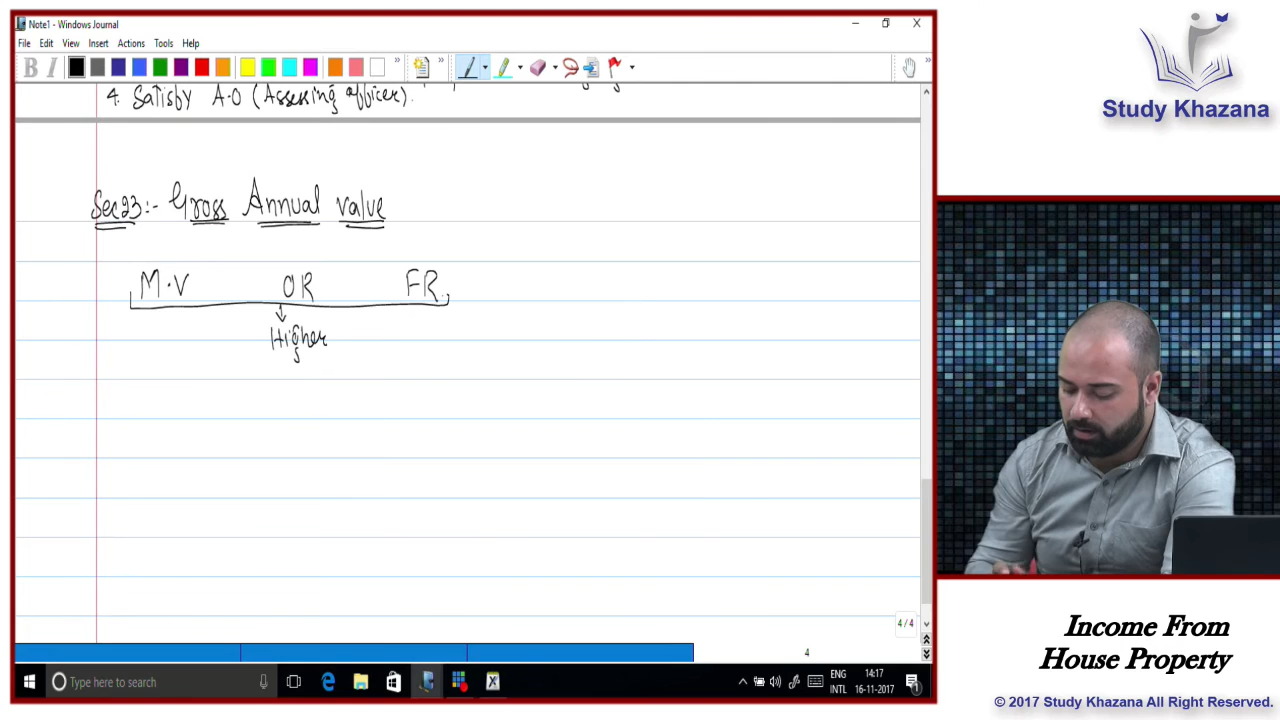 Note1 - Windows Journal
File Edit View Insert Actions Tools Help
B I
4. Satisfy A.O (Assessing officer).
Sec23:- Gross Annual value
M.V OR FR
Higher
4 / 4
4
Type here to search
ENG
INTL
14:17
16-11-2017
1
Study Khazana
Income From
House Property
© 2017 Study Khazana All Right Reserved.